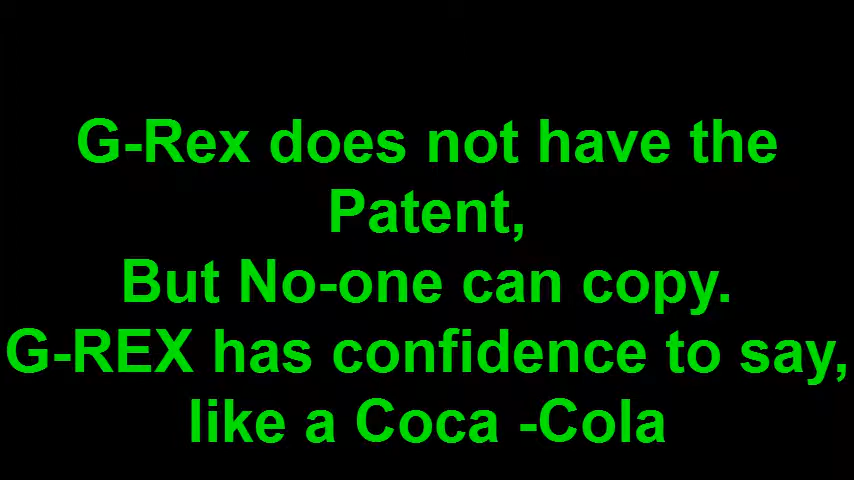 G-Rex does not have the
Patent,
But No-one can copy.
G-REX has confidence to say,
like a Coca -Cola